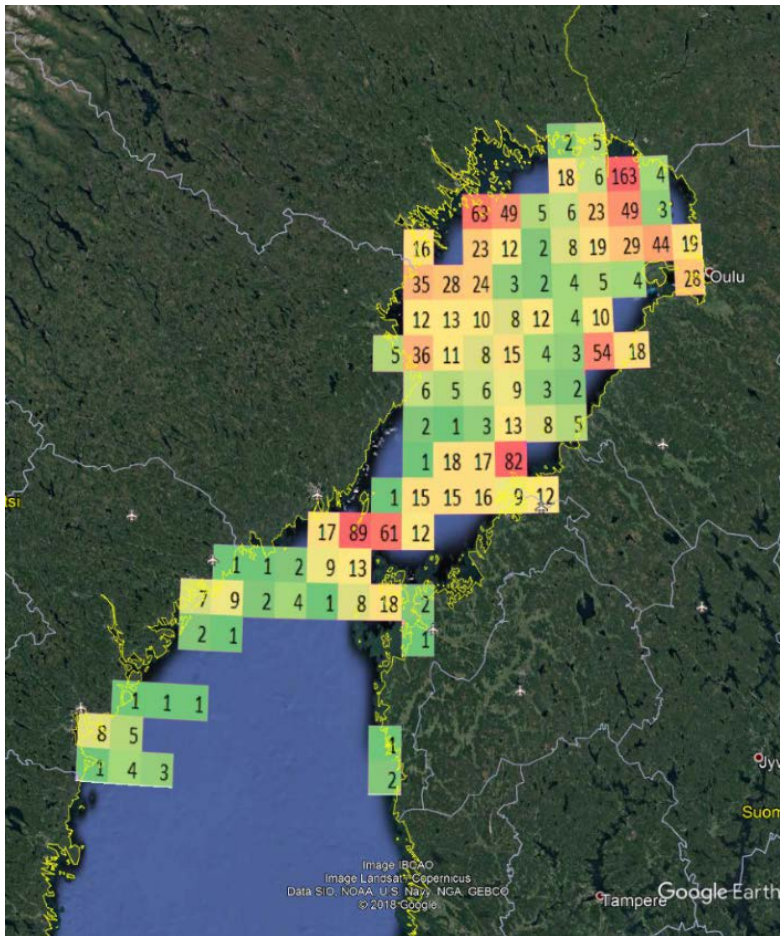 2 5
18 6 163 4
63 49 5 6 23 49 3
16 23 12 2 8 19 29 44 19
35 28 24 3 2 4 5 4 28 Oulu
12 13 10 8 12 4 10
5 36 11 8 15 4 3 54 18
6 5 6 9 3 2
2 1 3 13 8 5
1 18 17 82
1 15 15 16 9 12
tsi
17 89 61 12
1 1 2 9 13
7 9 2 4 1 8 18 2
2 1 1
1 1 1
8 5 1
1 4 3 2
Jyv
Suom
Image IBCAO
Image Landsat / Copernicus
Data SIO, NOAA, U.S. Navy, NGA, GEBCO
© 2018 Google
Tampere Google Earth